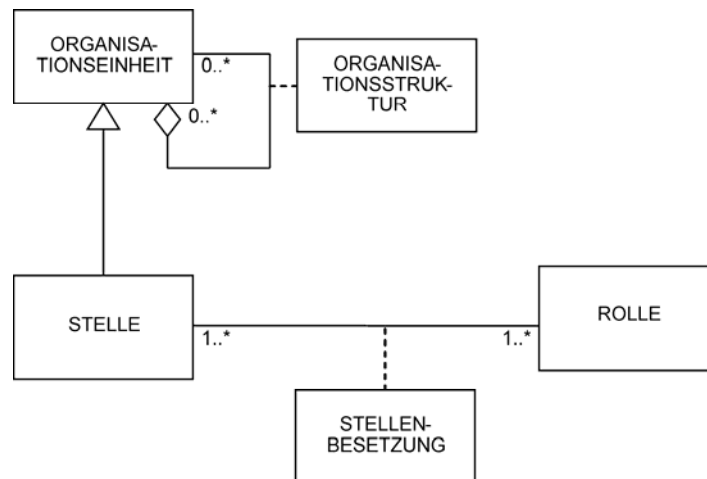 ORGANISA-
TIONSEINHEIT
0..*
0..*
ORGANISA-
TIONSSTRUK-
TUR
STELLE
1..*
1..*
ROLLE
STELLEN-
BESETZUNG